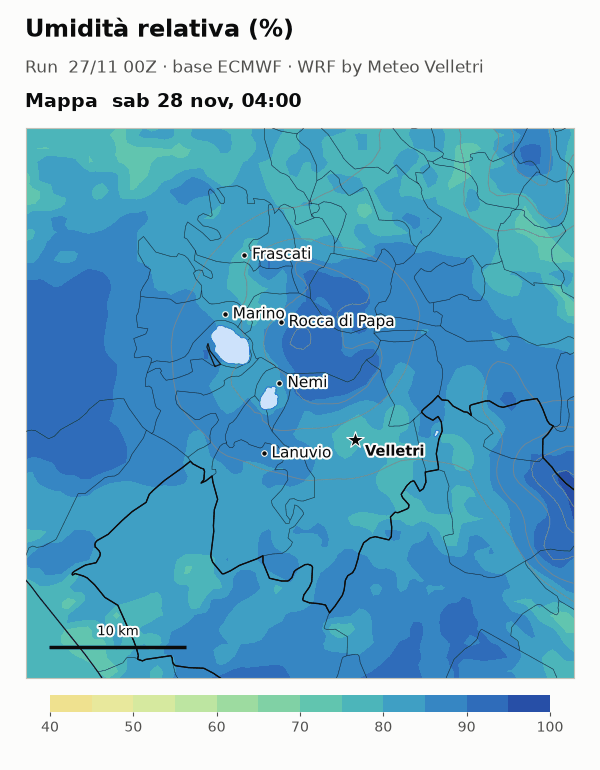 Umidità relativa (%)
Run  27/11 00Z · base ECMWF · WRF by Meteo Velletri
Mappa  sab 28 nov, 04:00
Frascati
Marino
Rocca di Papa
Nemi
Velletri
Lanuvio
10 km
40 50 60 70 80 90 100